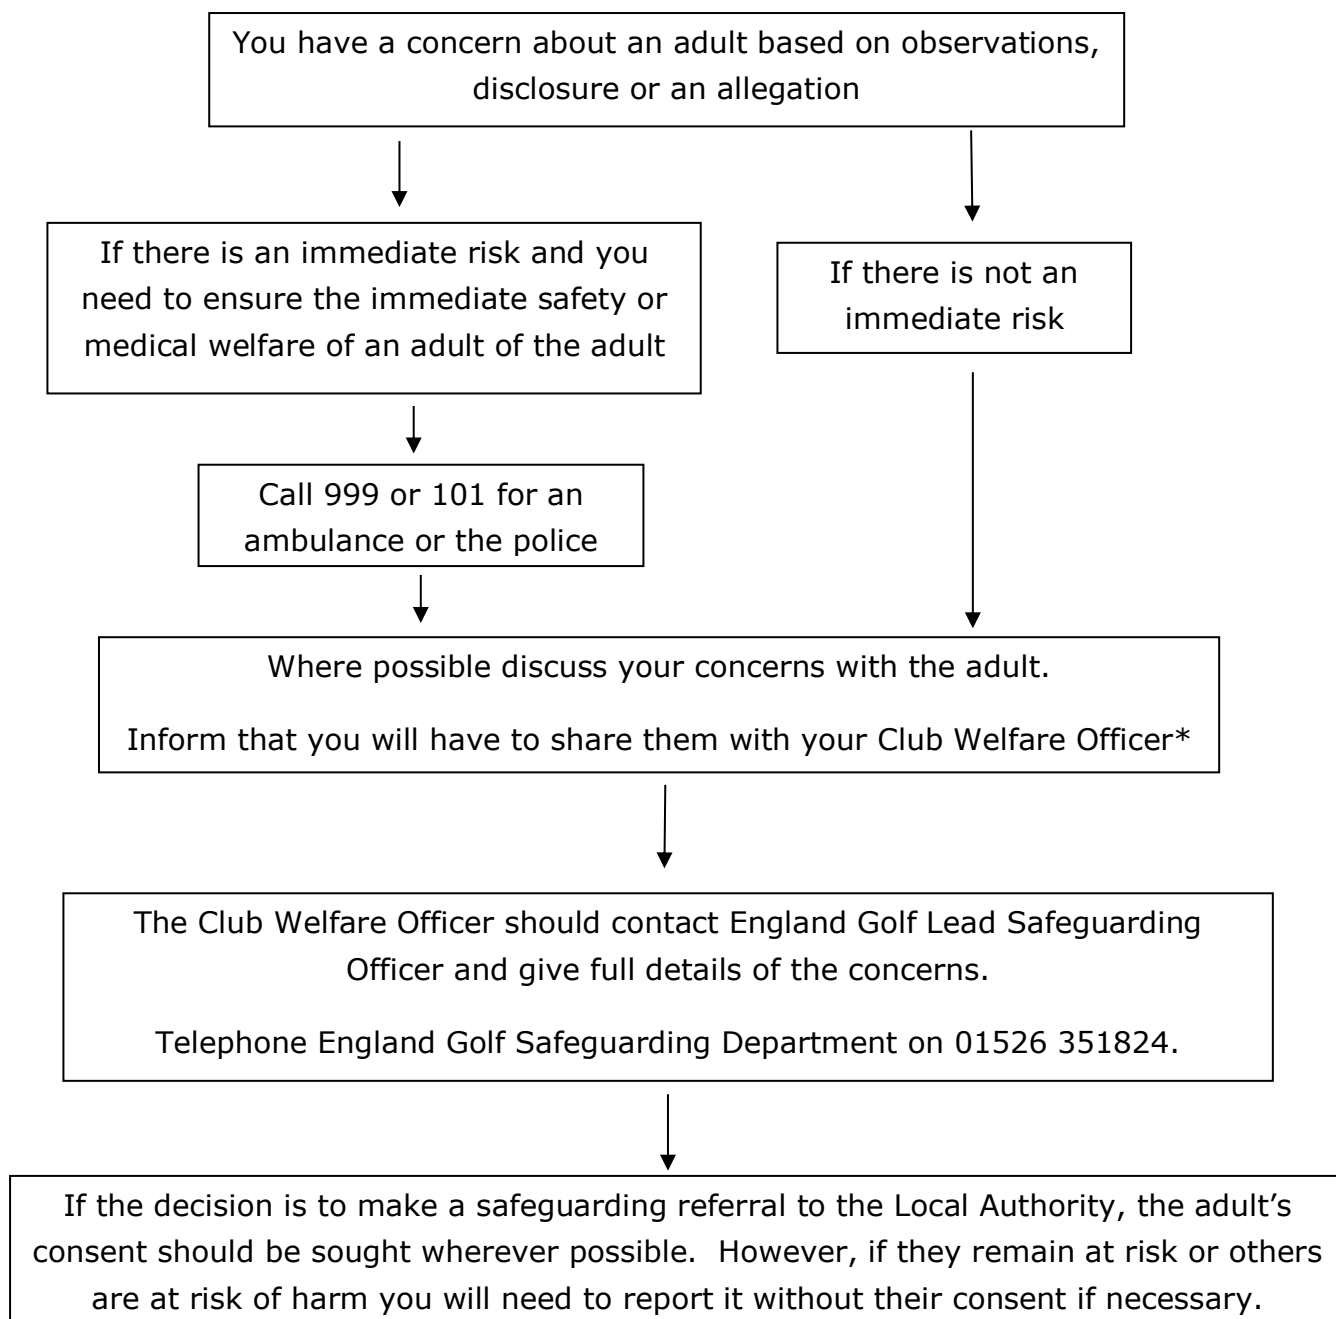 You have a concern about an adult based on observations,
disclosure or an allegation
If there is an immediate risk and you
need to ensure the immediate safety or
medical welfare of an adult of the adult
If there is not an
immediate risk
Call 999 or 101 for an
ambulance or the police
Where possible discuss your concerns with the adult.
Inform that you will have to share them with your Club Welfare Officer*
The Club Welfare Officer should contact England Golf Lead Safeguarding
Officer and give full details of the concerns.
Telephone England Golf Safeguarding Department on 01526 351824.
If the decision is to make a safeguarding referral to the Local Authority, the adult’s
consent should be sought wherever possible.  However, if they remain at risk or others
are at risk of harm you will need to report it without their consent if necessary.